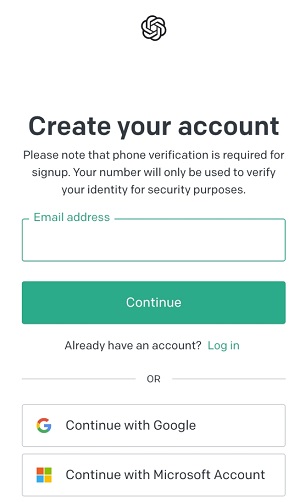 Create your account
Please note that phone verification is required for
signup. Your number will only be used to verify
your identity for security purposes.
Email address
Continue
Already have an account? Log in
OR
Continue with Google
Continue with Microsoft Account